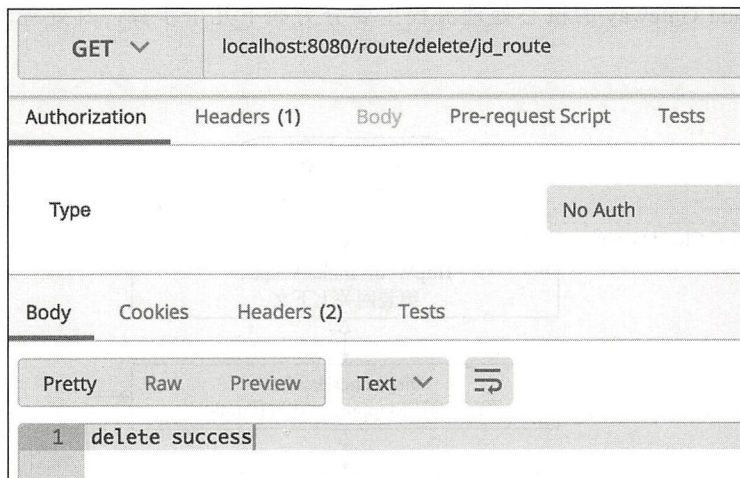 GET localhost:8080/route/delete/jd_route
Authorization Headers (1) Body Pre-request Script Tests
Type No Auth
Body Cookies Headers (2) Tests
Pretty Raw Preview Text
1 delete success